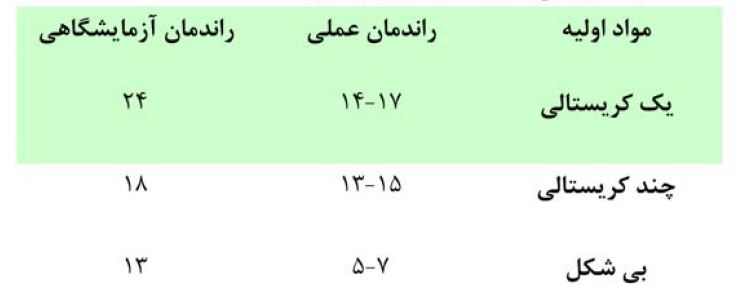 مواد اولیه راندمان عملی راندمان آزمایشگاهی
یک کریستالی ۱۴-۱۷ ۲۴
چند کریستالی ۱۳-۱۵ ۱۸
بی شکل ۵-۷ ۱۳